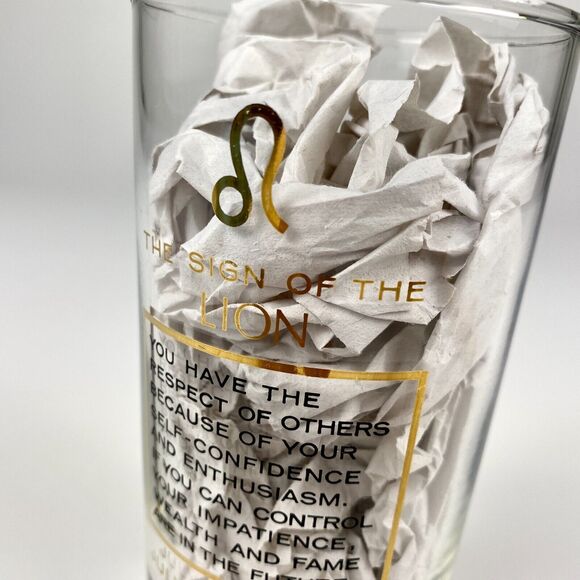 THE SIGN OF THE
LION
YOU HAVE THE
RESPECT OF OTHERS
BECAUSE OF YOUR
SELF-CONFIDENCE
AND ENTHUSIASM.
IF YOU CAN CONTROL
YOUR IMPATIENCE,
WEALTH AND FAME
ARE IN THE FUTURE